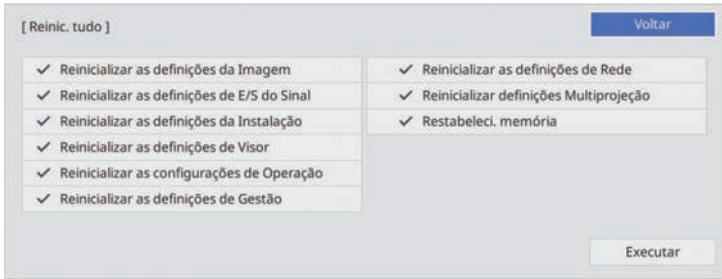 [ Reinic. tudo ]
Voltar
Reinicializar as definições da Imagem
Reinicializar as definições de E/S do Sinal
Reinicializar as definições da Instalação
Reinicializar as definições de Visor
Reinicializar as configurações de Operação
Reinicializar as definições de Gestão
Reinicializar as definições de Rede
Reinicializar definições Multiprojeção
Restabeleci. memória
Executar